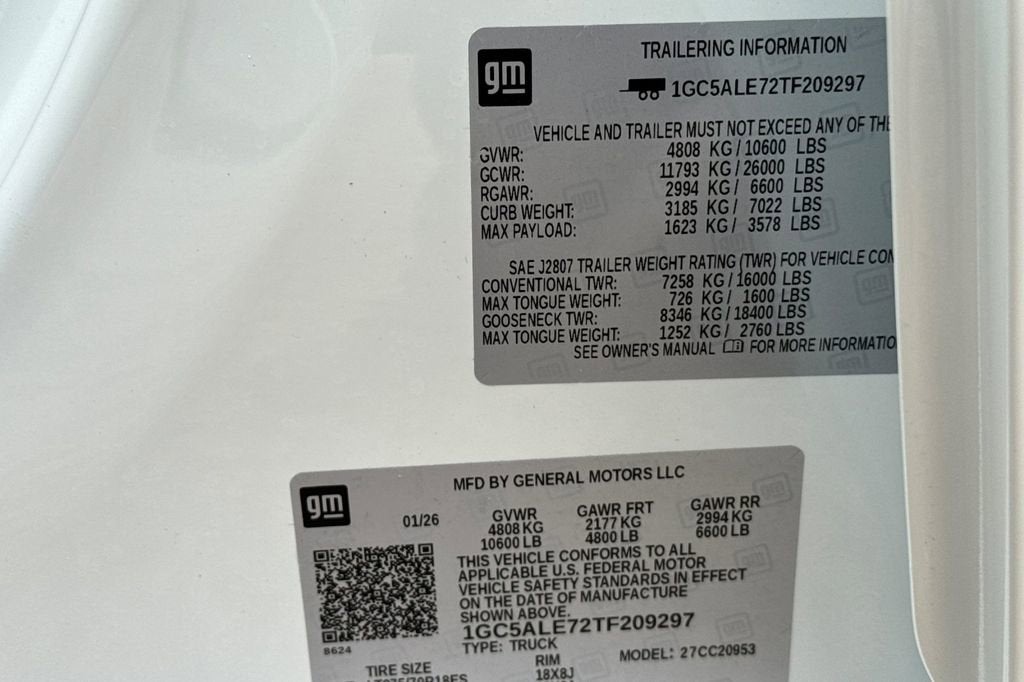 gm
TRAILERING INFORMATION
1GC5ALE72TF209297
VEHICLE AND TRAILER MUST NOT EXCEED ANY OF THE
GVWR: 4808 KG/10600 LBS
GCWR: 11793 KG/26000 LBS
RGAWR: 2994 KG/ 6600 LBS
CURB WEIGHT: 3185 KG/ 7022 LBS
MAX PAYLOAD: 1623 KG/ 3578 LBS
SAE J2807 TRAILER WEIGHT RATING (TWR) FOR VEHICLE
CONVENTIONAL TWR: 7258 KG/16000 LBS
MAX TONGUE WEIGHT: 726 KG/ 1600 LBS
GOOSENECK TWR: 8346 KG/18400 LBS
MAX TONGUE WEIGHT: 1252 KG/ 2760 LBS
SEE OWNER'S MANUAL FOR MORE
gm
MFD BY GENERAL MOTORS LLC
01/26 GVWR GAWR FRT GAWR RR
4808 KG 2177 KG 2994 KG
10600 LB 4800 LB 6600 LB
THIS VEHICLE CONFORMS TO ALL
APPLICABLE U.S. FEDERAL MOTOR
VEHICLE SAFETY STANDARDS IN EFFECT
ON THE DATE OF MANUFACTURE
SHOWN ABOVE.
1GC5ALE72TF209297
8624 TYPE: TRUCK MODEL: 27CC20953
TIRE SIZE RIM
18X8J